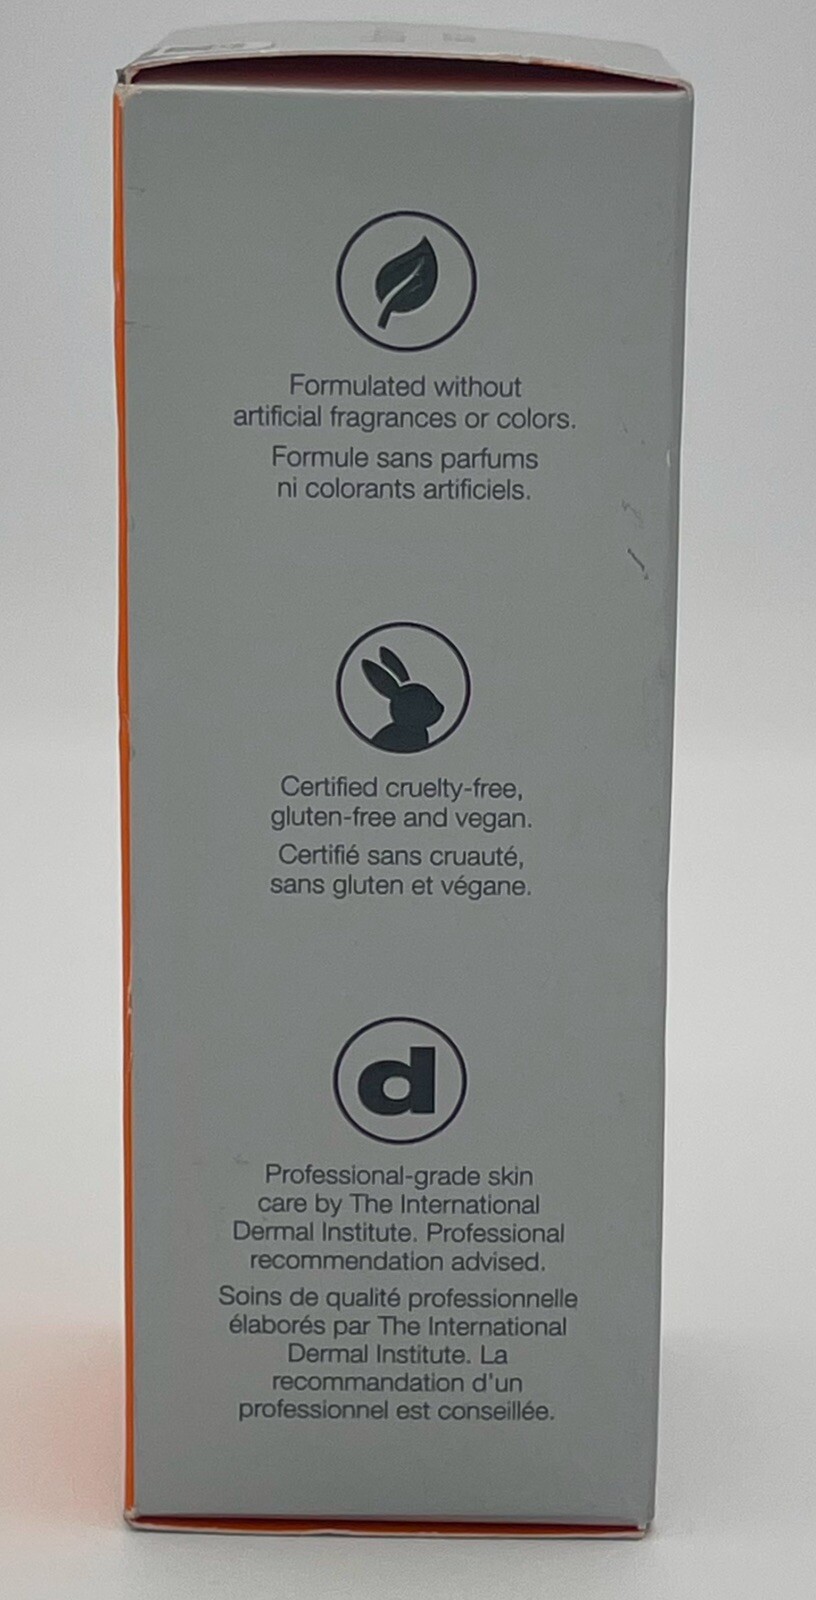 Formulated without
artificial fragrances or colors.
Formule sans parfums
ni colorants artificiels.
Certified cruelty-free,
gluten-free and vegan.
Certifié sans cruauté,
sans gluten et végane.
d
Professional-grade skin
care by The International
Dermal Institute. Professional
recommendation advised.
Soins de qualité professionnelle
élaborés par The International
Dermal Institute. La
recommandation d'un
professionnel est conseillée.